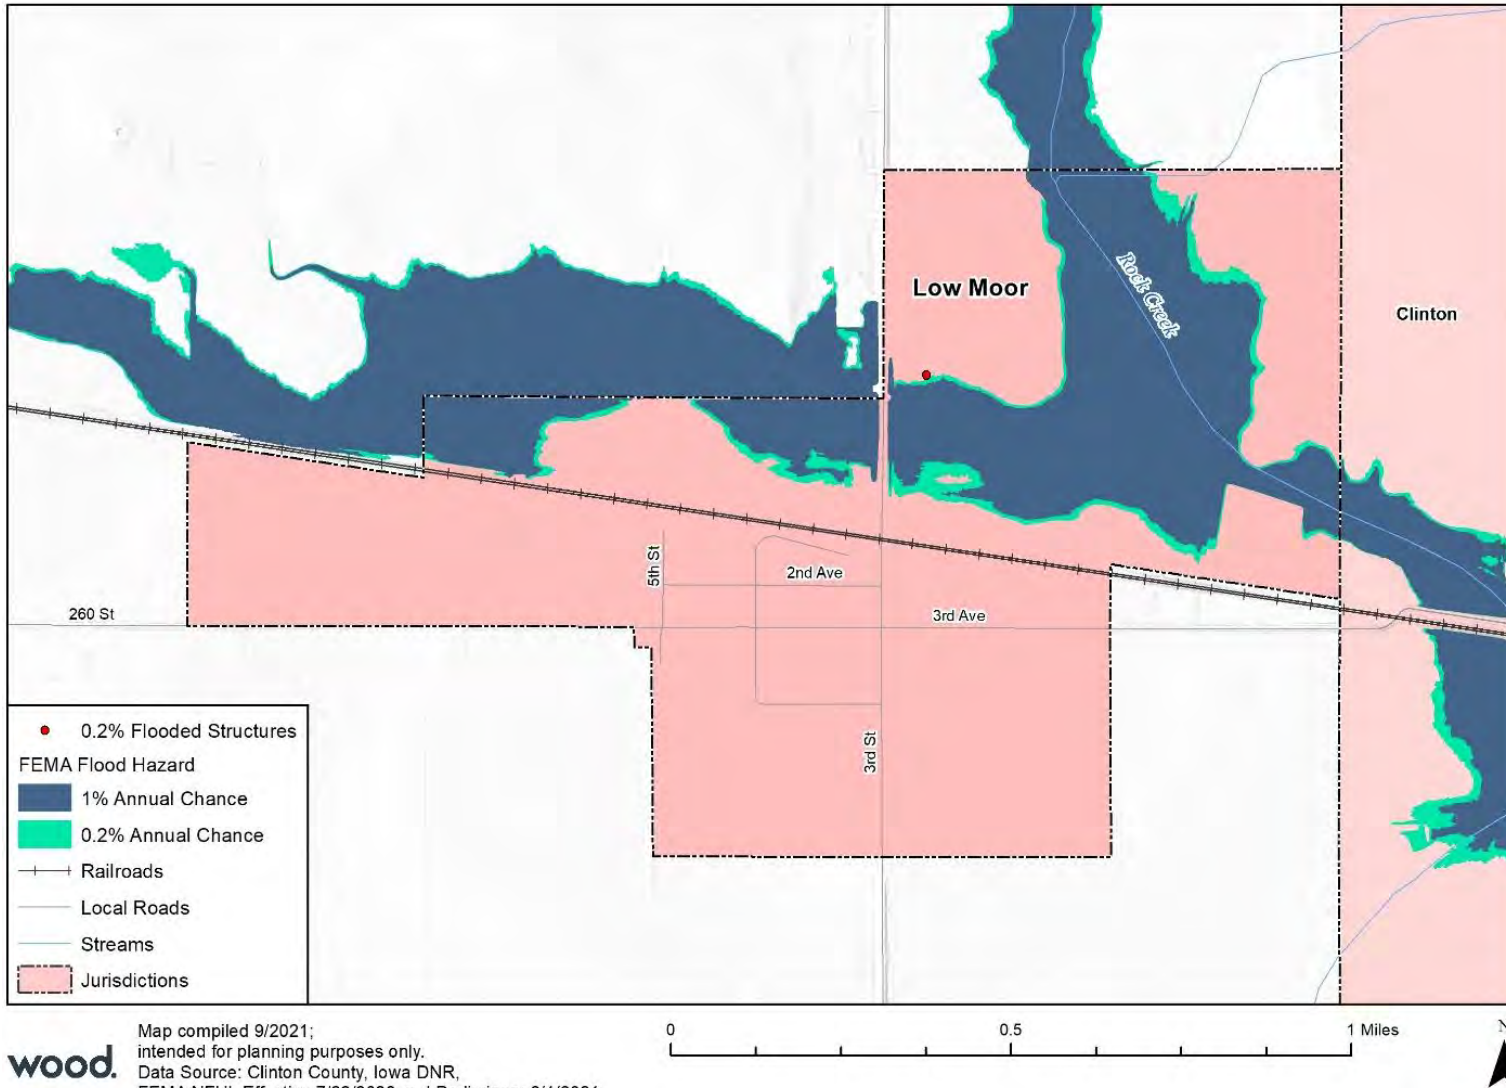 Low Moor
Rock Creek
Clinton
5th St
2nd Ave
260 St
3rd Ave
3rd St
0.2% Flooded Structures
FEMA Flood Hazard
1% Annual Chance
0.2% Annual Chance
Railroads
Local Roads
Streams
Jurisdictions
wood.
Map compiled 9/2021;
intended for planning purposes only.
Data Source: Clinton County, Iowa DNR,
0 0.5 1 Miles
N